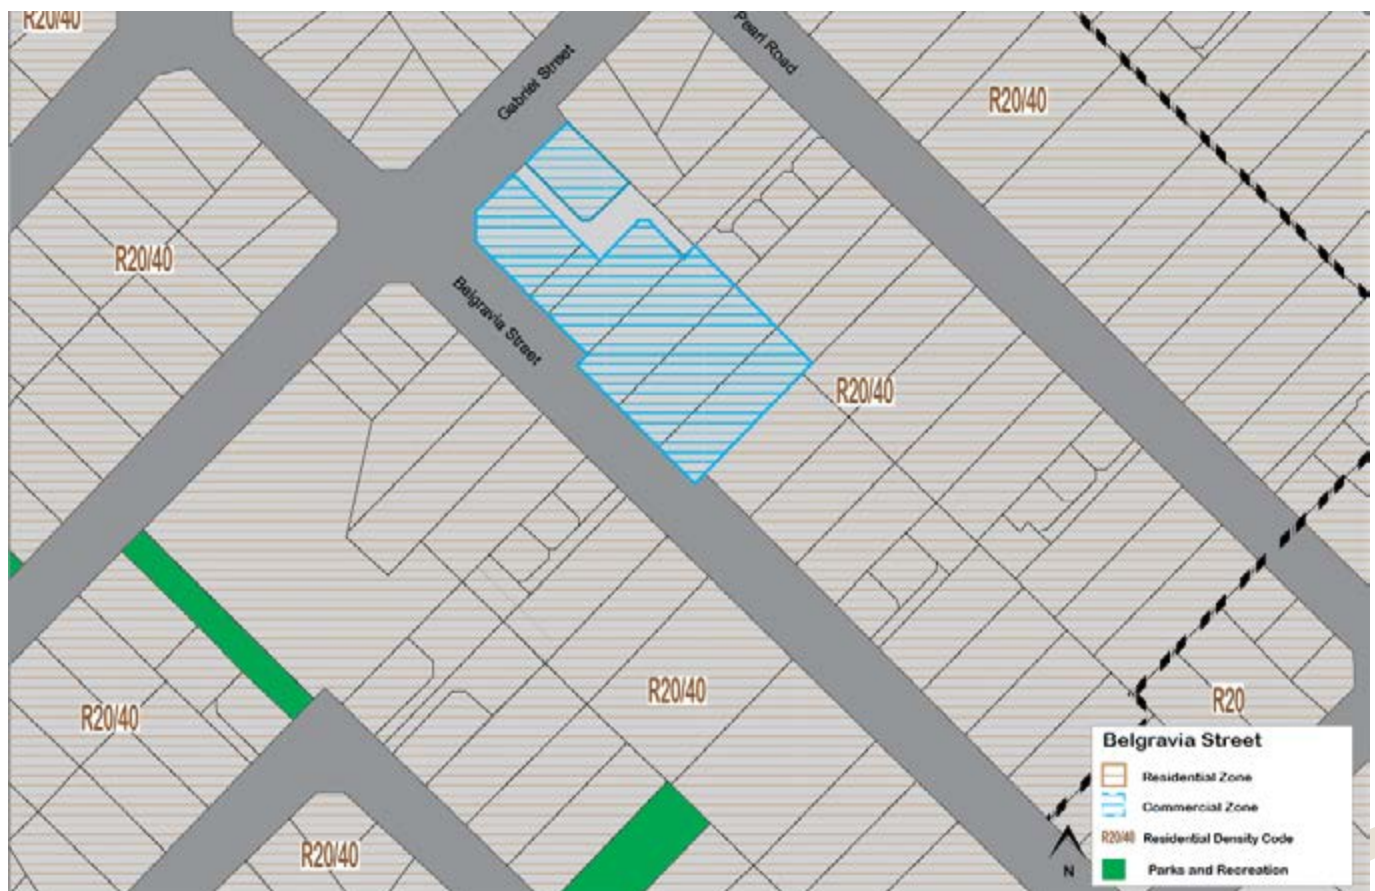 R20/40
Pearl Road
Gabriel Street
R20/40
R20/40
Belgravia Street
R20/40
R20/40
R20/40
R20
R20/40
Belgravia Street
Residential Zone
Commercial Zone
R20/40 Residential Density Code
Parks and Recreation
N